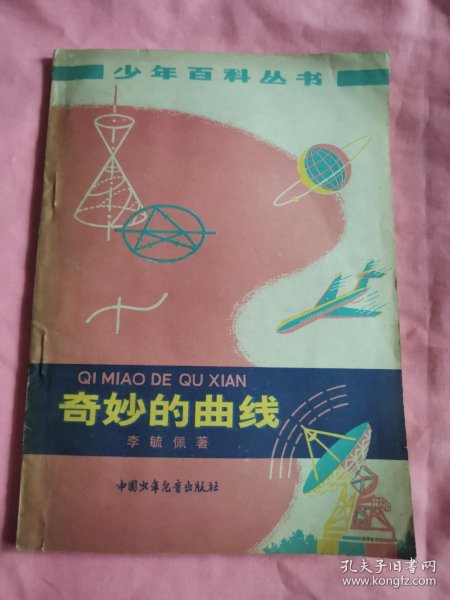 少年百科丛书
QI MIAO DE QU XIAN
奇妙的曲线
李毓佩著
中国少年儿童出版社
孔夫子旧书网
www.kongfz.com